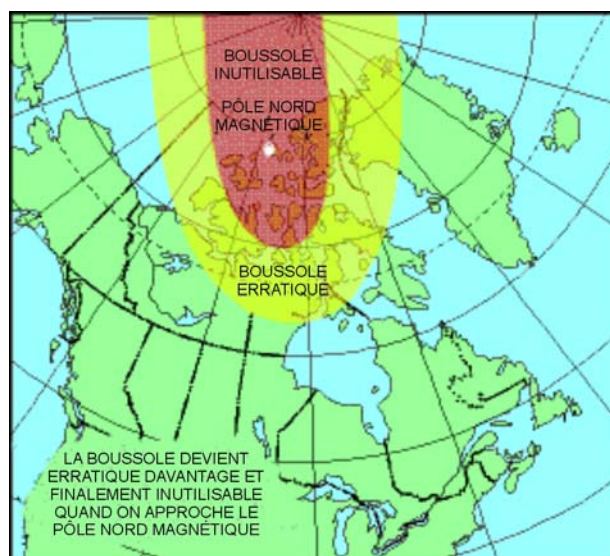 BOUSSOLE
INUTILISABLE
PÔLE NORD
MAGNÉTIQUE
BOUSSOLE
ERRATIQUE
LA BOUSSOLE DEVIENT
ERRATIQUE DAVANTAGE ET
FINALEMENT INUTILISABLE
QUAND ON APPROCHE LE
PÔLE NORD MAGNÉTIQUE